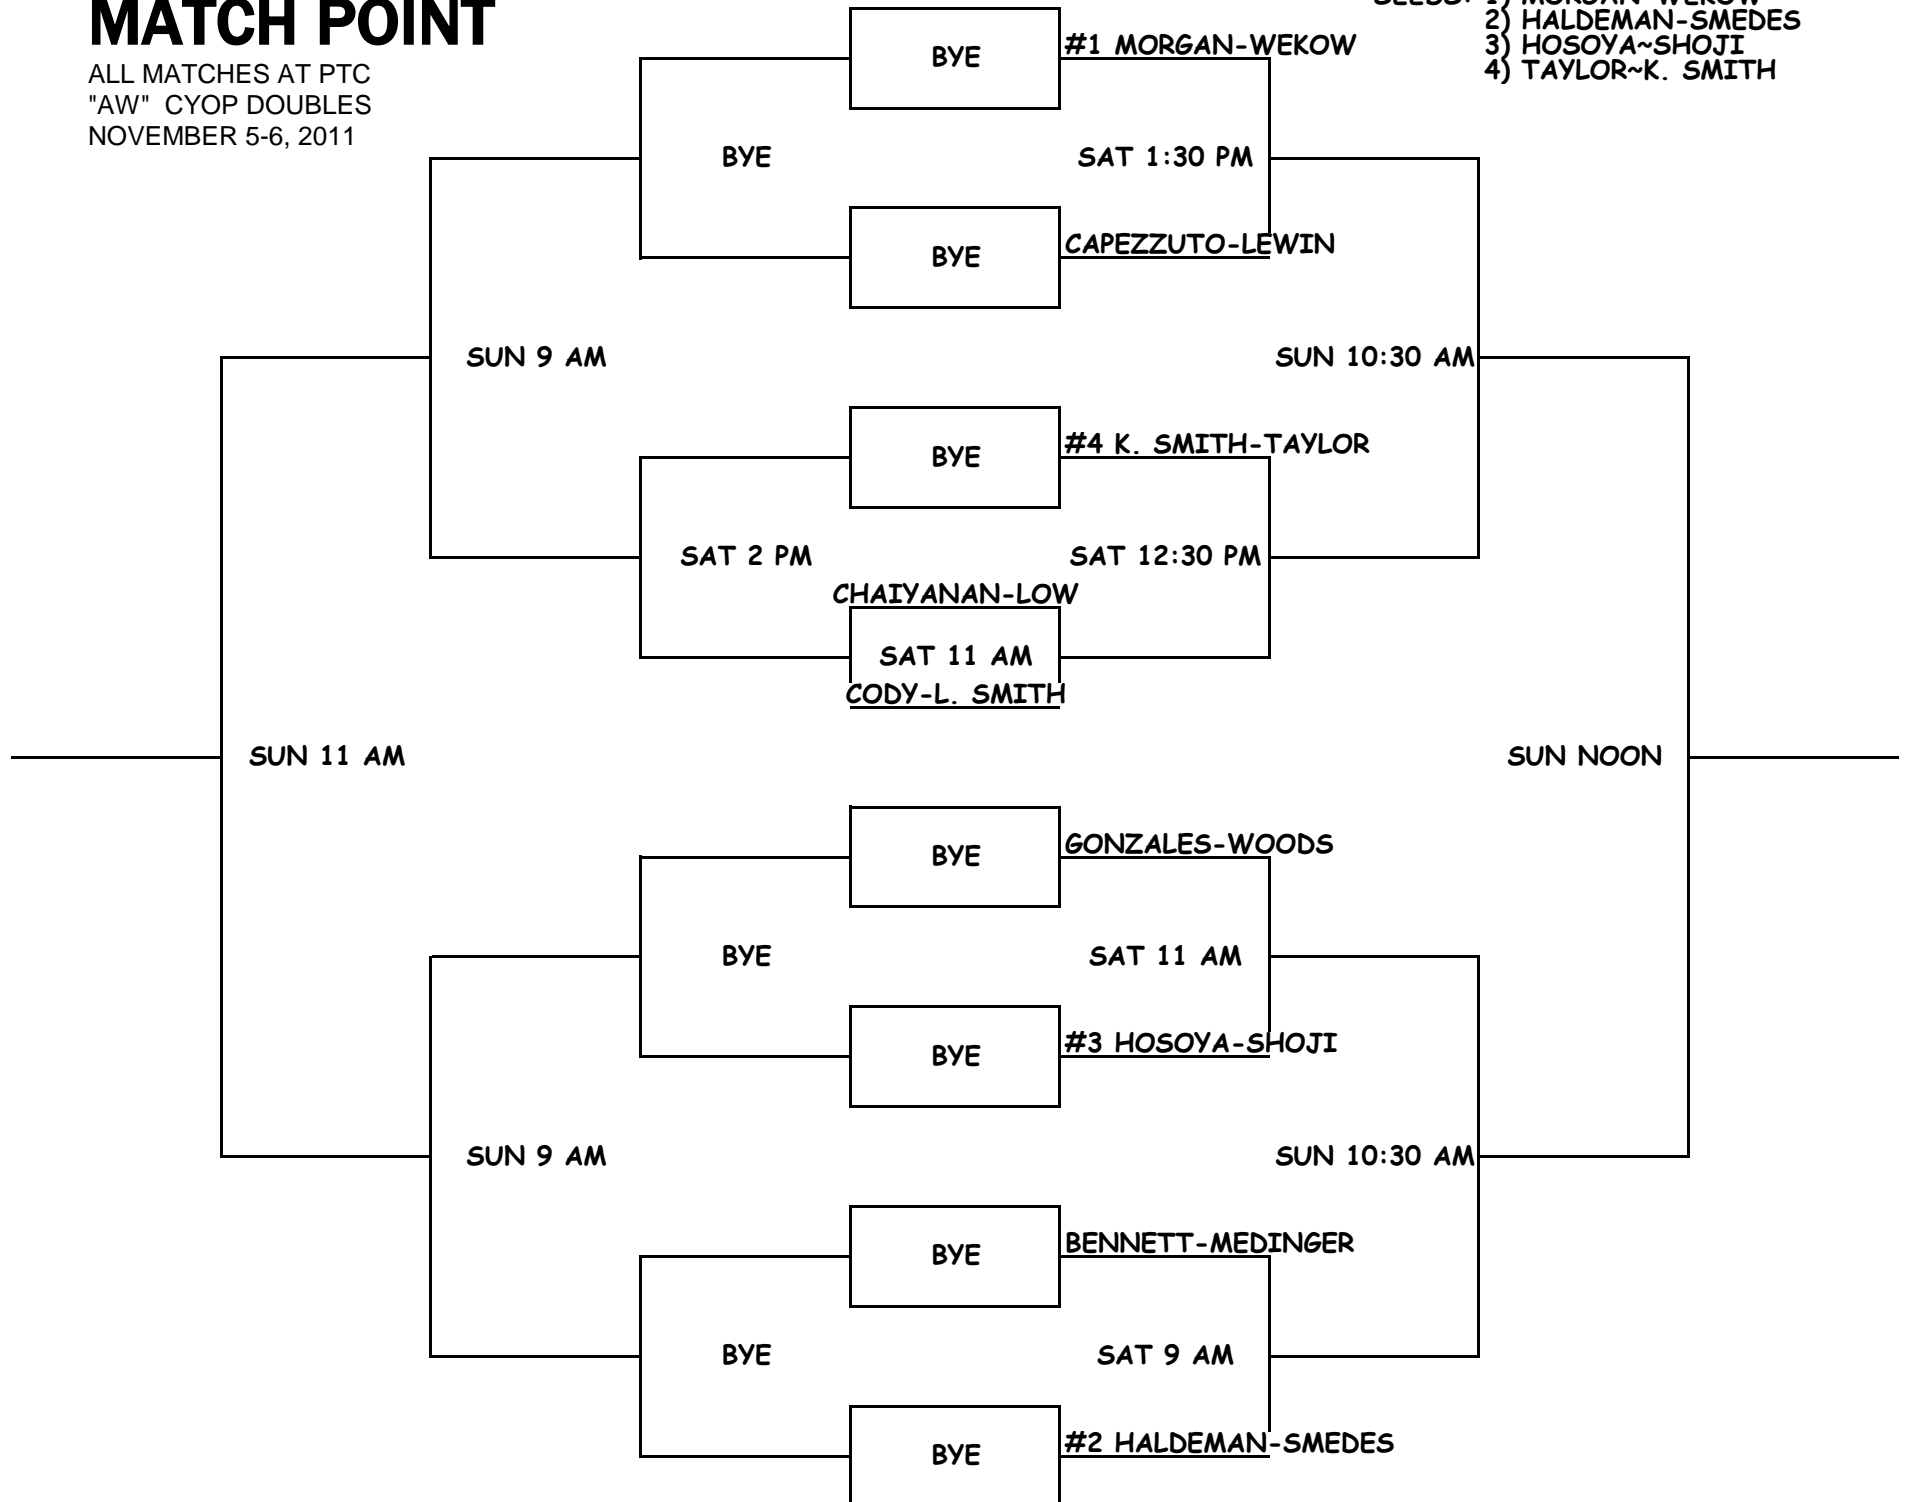 MATCH POINT
ALL MATCHES AT PTC
"AW" CYOP DOUBLES
NOVEMBER 5-6, 2011
SEEDS: 1) MORGAN-WEKOW
2) HALDEMAN-SMEDES
3) HOSOYA~SHOJI
4) TAYLOR~K. SMITH
BYE
#1 MORGAN-WEKOW
BYE
SAT 1:30 PM
BYE
CAPEZZUTO-LEWIN
SUN 9 AM
SUN 10:30 AM
BYE
#4 K. SMITH-TAYLOR
SAT 2 PM
SAT 12:30 PM
CHAIYANAN-LOW
SAT 11 AM
CODY-L. SMITH
SUN 11 AM
SUN NOON
BYE
GONZALES-WOODS
BYE
SAT 11 AM
BYE
#3 HOSOYA-SHOJI
SUN 9 AM
SUN 10:30 AM
BYE
BENNETT-MEDINGER
BYE
SAT 9 AM
BYE
#2 HALDEMAN-SMEDES